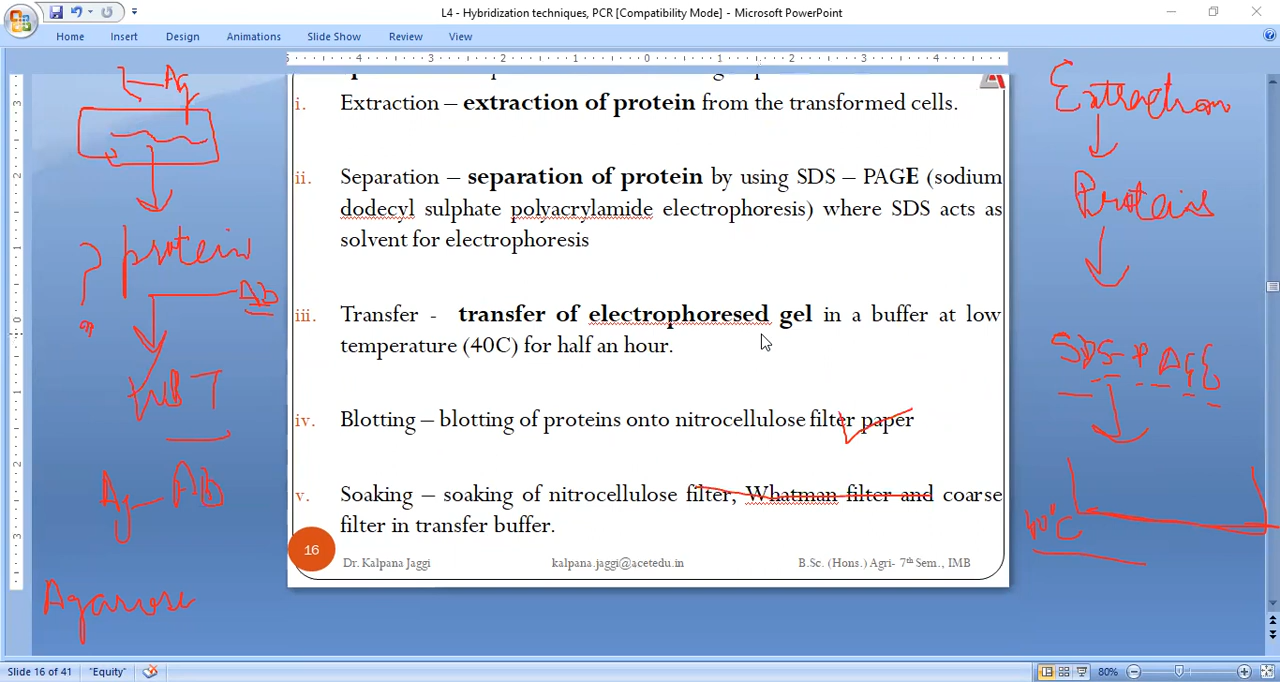 L4 - Hybridization techniques, PCR [Compatibility Mode] - Microsoft PowerPoint
Home Insert Design Animations Slide Show Review View
i. Extraction – extraction of protein from the transformed cells.
ii. Separation – separation of protein by using SDS – PAGE (sodium
dodecyl sulphate polyacrylamide electrophoresis) where SDS acts as
solvent for electrophoresis
iii. Transfer - transfer of electrophoresed gel in a buffer at low
temperature (40C) for half an hour.
iv. Blotting – blotting of proteins onto nitrocellulose filter paper
v. Soaking – soaking of nitrocellulose filter, Whatman filter and coarse
filter in transfer buffer.
16 Dr. Kalpana Jaggi kalpana.jaggi@acetedu.in B.Sc. (Hons.) Agri- 7th Sem., IMB
Ag
? protein
Ab
WBT
Ag - Ab
Agarose
Extraction
Proteins
SDS-PAGE
40°C
Slide 16 of 41 "Equity" 80%